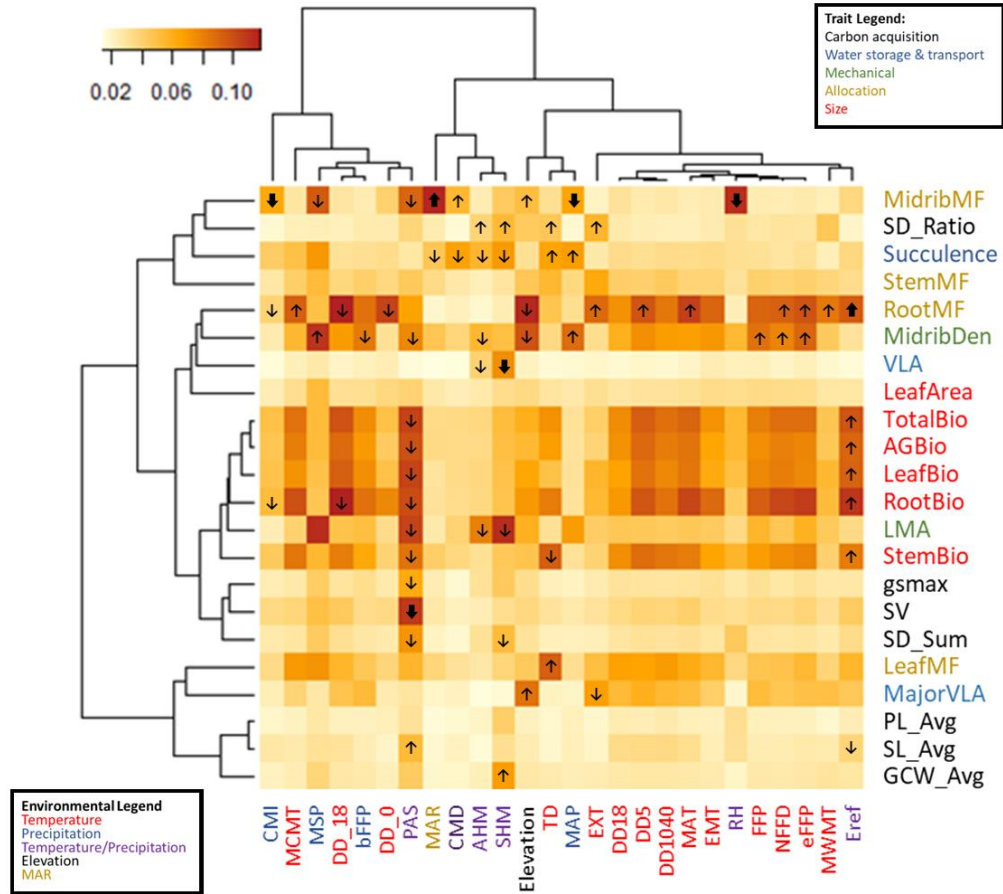 Trait Legend:
Carbon acquisition
Water storage & transport
Mechanical
Allocation
Size
0.02 0.06 0.10
MidribMF
SD_Ratio
Succulence
StemMF
RootMF
MidribDen
VLA
LeafArea
TotalBio
AGBio
LeafBio
RootBio
LMA
StemBio
gsmax
SV
SD_Sum
LeafMF
MajorVLA
PL_Avg
SL_Avg
GCW_Avg
Environmental Legend
Temperature
Precipitation
Temperature/Precipitation
Elevation
MAR
CMI
MCMT
MSP
DD_18
bFFP
DD_0
PAS
MAR
CMD
AHM
SHM
Elevation
TD
MAP
EXT
DD18
DD5
DD1040
MAT
EMT
RH
FFP
NFFD
eFFP
MWMT
Eref